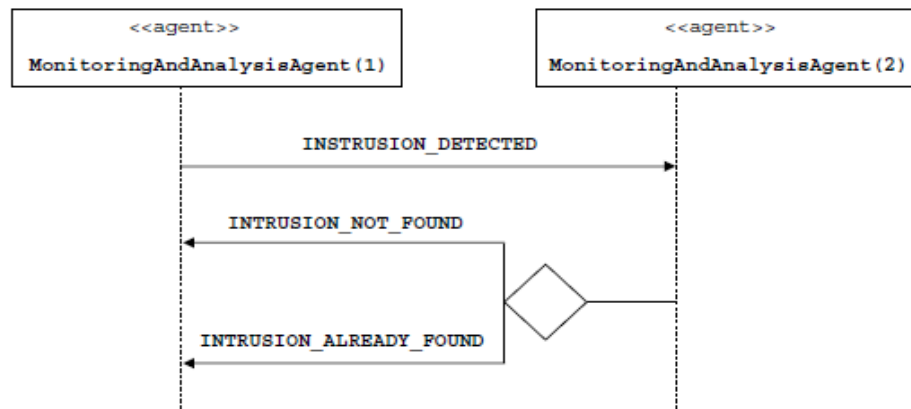 <<agent>>
MonitoringAndAnalysisAgent(1)
<<agent>>
MonitoringAndAnalysisAgent(2)
INSTRUSION_DETECTED
INTRUSION_NOT_FOUND
INTRUSION_ALREADY_FOUND